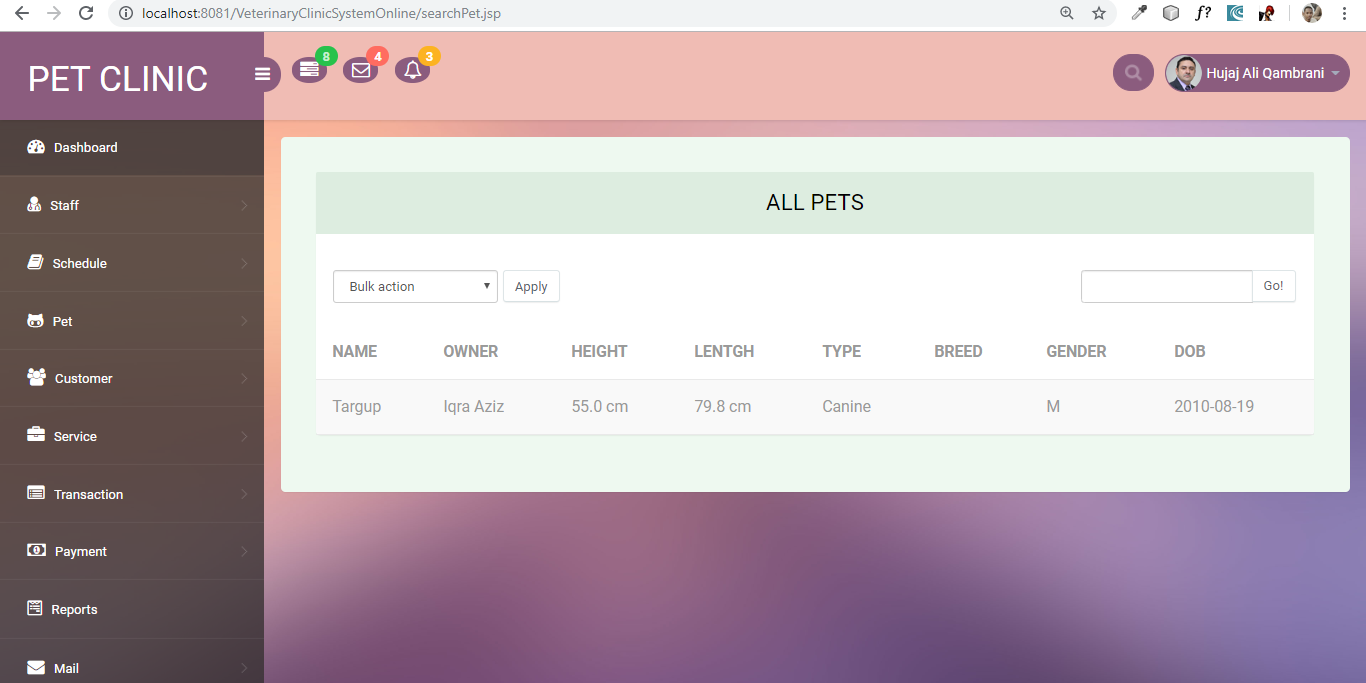 localhost:8081/VeterinaryClinicSystemOnline/searchPet.jsp
f?
PET CLINIC
8
4
3
Hujaj Ali Qambrani
Dashboard
Staff
Schedule
Pet
Customer
Service
Transaction
Payment
Reports
Mail
ALL PETS
Bulk action Apply Go!
NAME OWNER HEIGHT LENTGH TYPE BREED GENDER DOB
Targup Iqra Aziz 55.0 cm 79.8 cm Canine M 2010-08-19